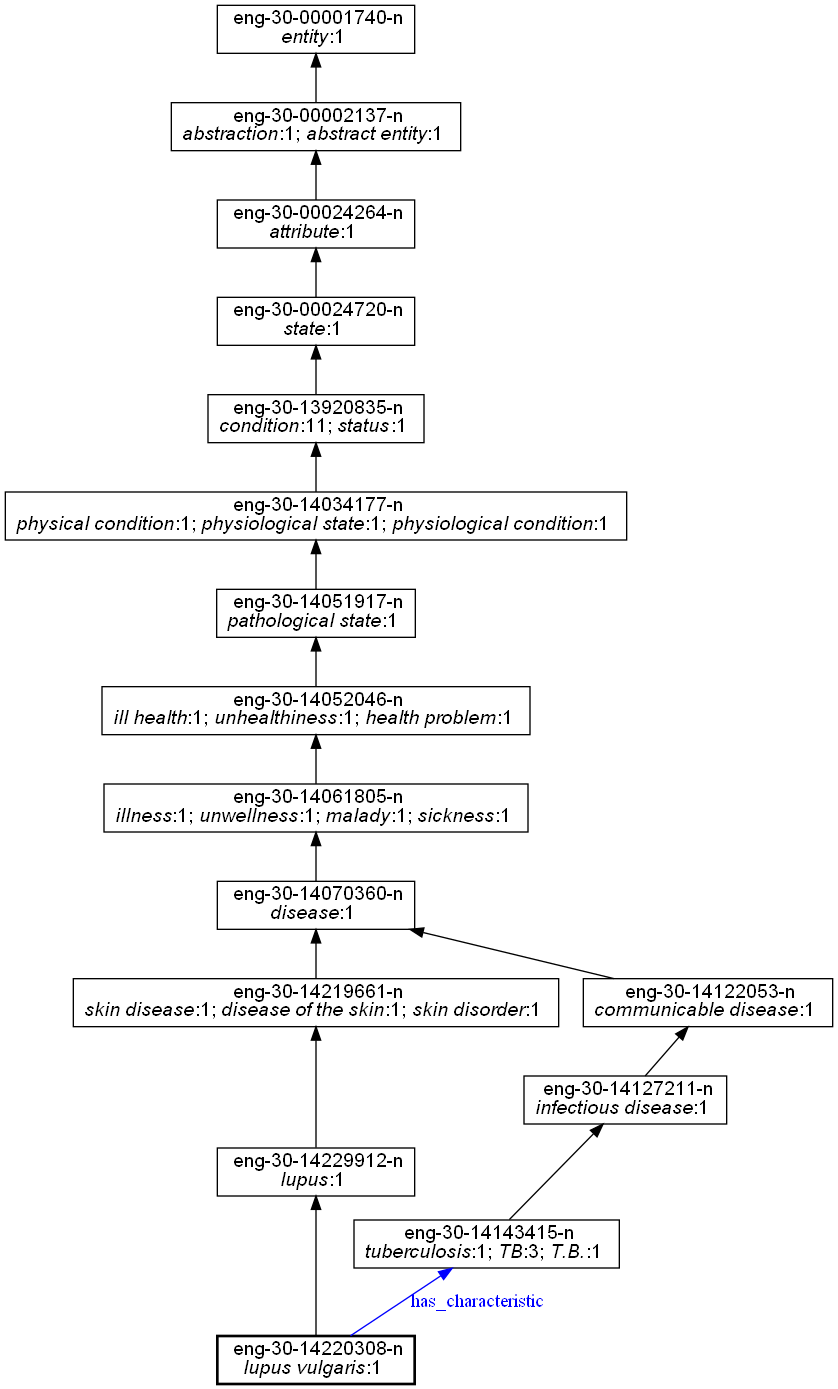 eng-30-00001740-n
entity:1
eng-30-00002137-n
abstraction:1; abstract entity:1
eng-30-00024264-n
attribute:1
eng-30-00024720-n
state:1
eng-30-13920835-n
condition:11; status:1
eng-30-14034177-n
physical condition:1; physiological state:1; physiological condition:1
eng-30-14051917-n
pathological state:1
eng-30-14052046-n
ill health:1; unhealthiness:1; health problem:1
eng-30-14061805-n
illness:1; unwellness:1; malady:1; sickness:1
eng-30-14070360-n
disease:1
eng-30-14219661-n
skin disease:1; disease of the skin:1; skin disorder:1
eng-30-14122053-n
communicable disease:1
eng-30-14127211-n
infectious disease:1
eng-30-14229912-n
lupus:1
eng-30-14143415-n
tuberculosis:1; TB:3; T.B.:1
has_characteristic
eng-30-14220308-n
lupus vulgaris:1